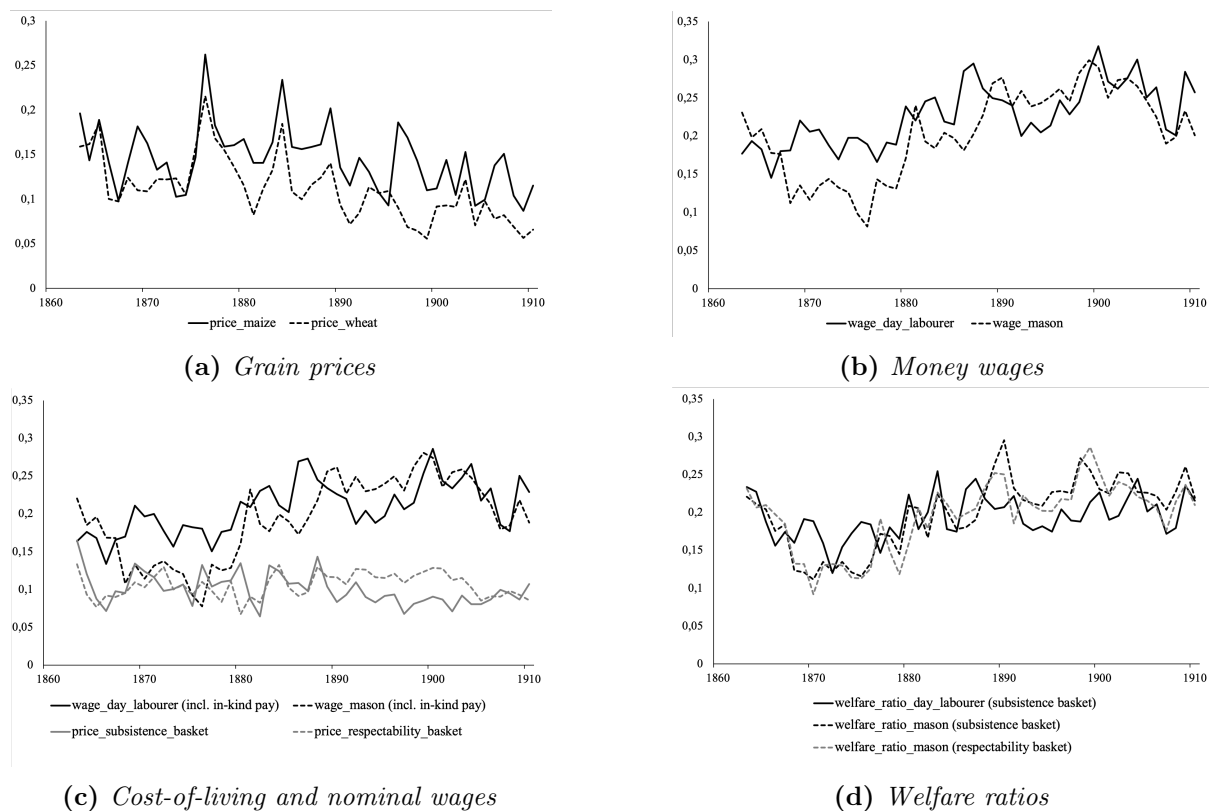 0,3
0,25
0,2
0,15
0,1
0,05
0
1860 1870 1880 1890 1900 1910
price_maize price_wheat
(a) Grain prices
0,35
0,3
0,25
0,2
0,15
0,1
0,05
0
1860 1870 1880 1890 1900 1910
wage_day_labourer wage_mason
(b) Money wages
0,35
0,3
0,25
0,2
0,15
0,1
0,05
0
1860 1870 1880 1890 1900 1910
wage_day_labourer (incl. in-kind pay) wage_mason (incl. in-kind pay)
price_subsistence_basket price_respectability_basket
(c) Cost-of-living and nominal wages
0,35
0,3
0,25
0,2
0,15
0,1
0,05
0
1860 1870 1880 1890 1900 1910
welfare_ratio_day_labourer (subsistence basket)
welfare_ratio_mason (subsistence basket)
welfare_ratio_mason (respectability basket)
(d) Welfare ratios